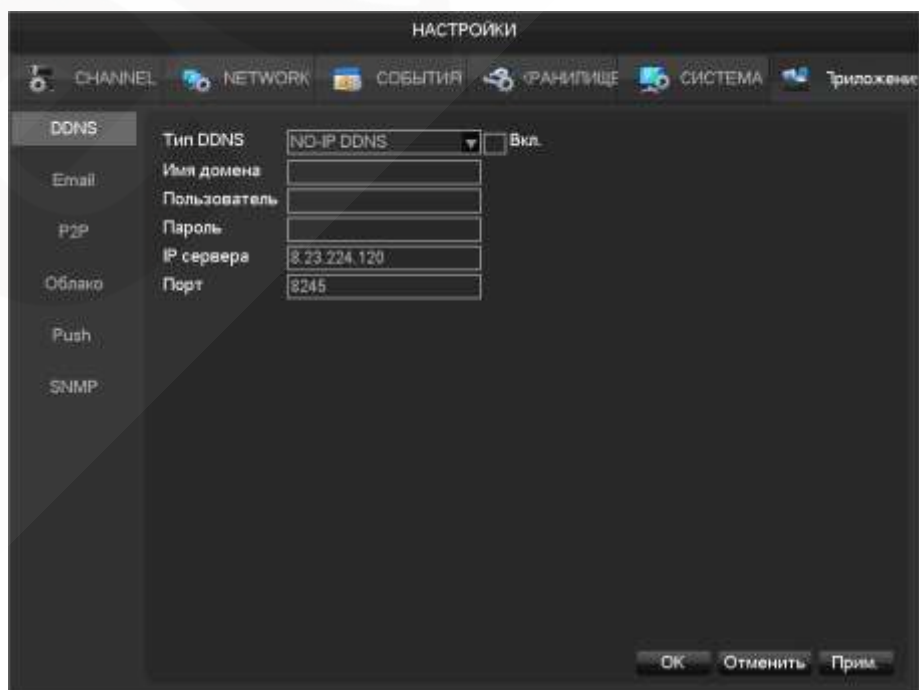 НАСТРОЙКИ
CHANNEL NETWORK СОБЫТИЯ РАНИЛИЩЕ СИСТЕМА Приложение
DDNS
Email
P2P
Облако
Push
SNMP
Тип DDNS NO-IP DDNS Вкл.
Имя домена
Пользователь
Пароль
IP сервера 8.23.224.120
Порт 8245
OK Отменить Прим.